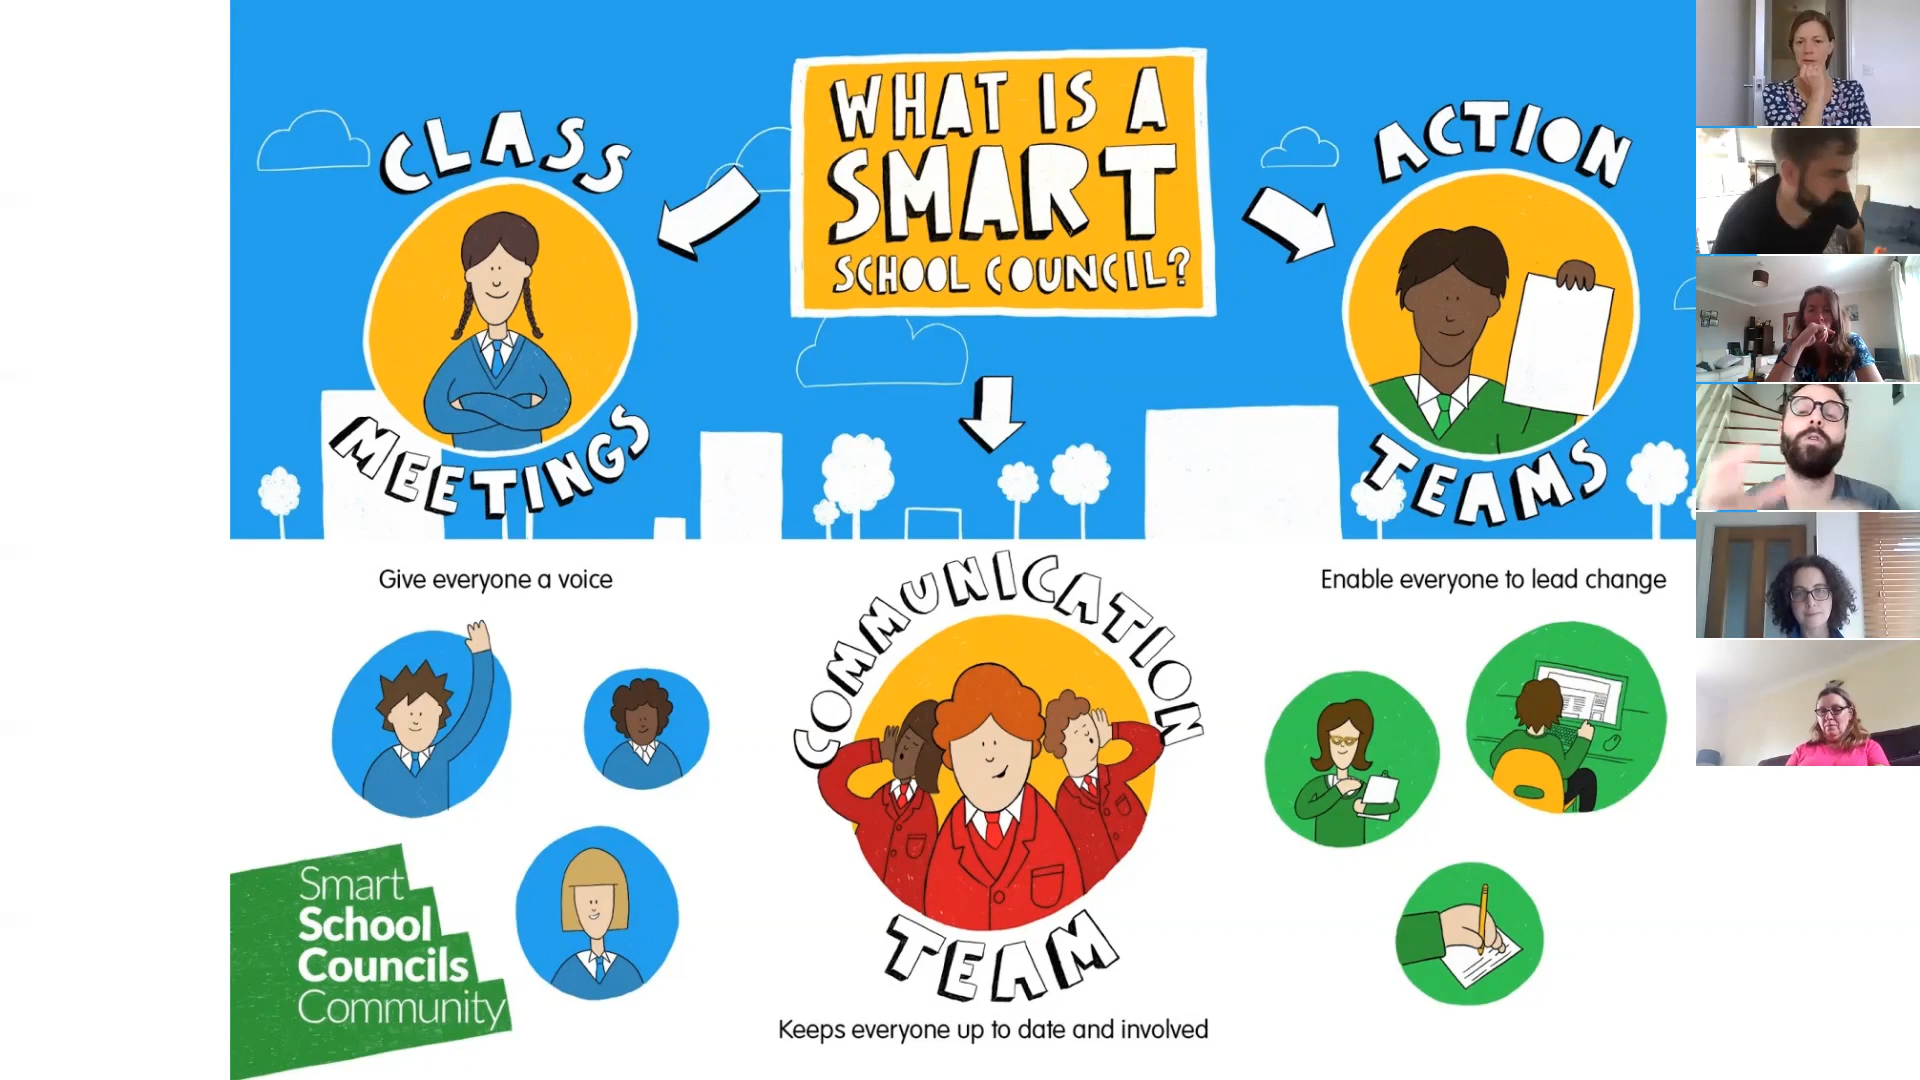 WHAT IS A
SMART
SCHOOL COUNCIL?
CLASS
MEETINGS
ACTION
TEAMS
Give everyone a voice
Enable everyone to lead change
COMMUNICATION
TEAM
Keeps everyone up to date and involved
Smart
School
Councils
Community